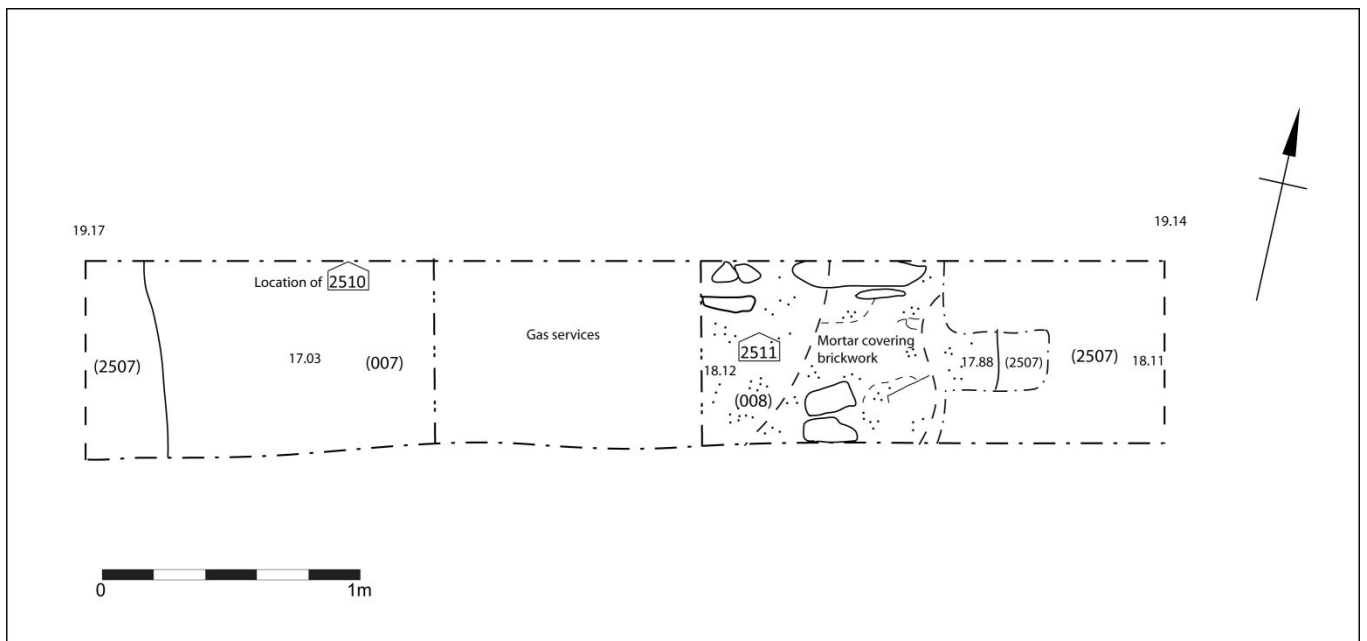 19.17
19.14
Location of 2510
Gas services
2511
Mortar covering
brickwork
(2507)
17.03
(007)
18.12
17.88
(2507)
(2507)
18.11
(008)
0
1m